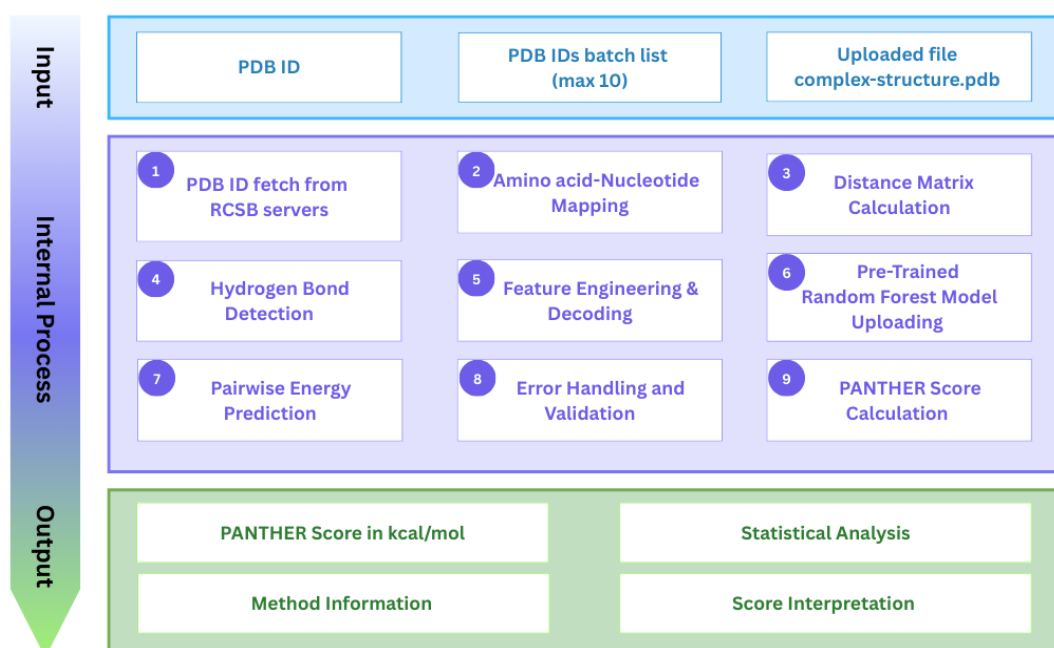 Input
PDB ID
PDB IDs batch list
(max 10)
Uploaded file
complex-structure.pdb
Internal Process
1
PDB ID fetch from
RCSB servers
2
Amino acid-Nucleotide
Mapping
3
Distance Matrix
Calculation
4
Hydrogen Bond
Detection
5
Feature Engineering &
Decoding
6
Pre-Trained
Random Forest Model
Uploading
7
Pairwise Energy
Prediction
8
Error Handling and
Validation
9
PANTHER Score
Calculation
Output
PANTHER Score in kcal/mol
Statistical Analysis
Method Information
Score Interpretation